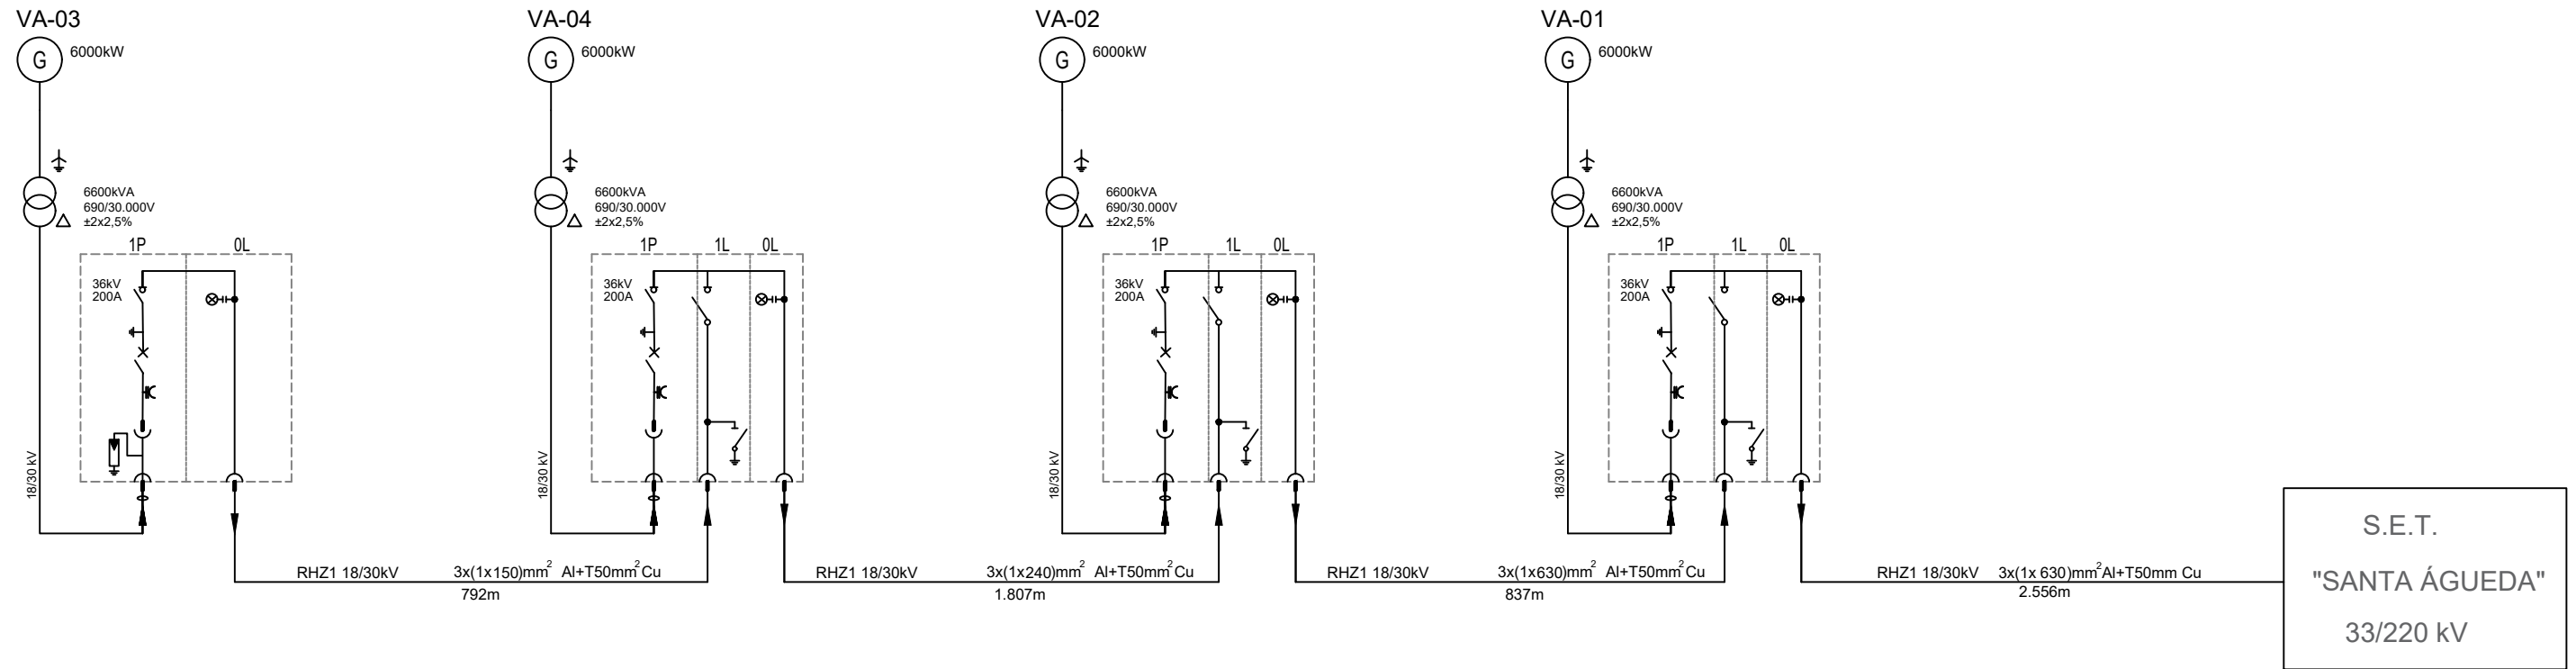 VA-03
G
6000kW
6600kVA
690/30.000V
±2x2,5%
1P
0L
36kV
200A
18/30 kV
VA-04
G
6000kW
6600kVA
690/30.000V
±2x2,5%
1P
1L
0L
36kV
200A
18/30 kV
VA-02
G
6000kW
6600kVA
690/30.000V
±2x2,5%
1P
1L
0L
36kV
200A
18/30 kV
VA-01
G
6000kW
6600kVA
690/30.000V
±2x2,5%
1P
1L
0L
36kV
200A
18/30 kV
RHZ1 18/30kV 3x(1x150)mm² Al+T50mm² Cu
792m
RHZ1 18/30kV 3x(1x240)mm² Al+T50mm² Cu
1.807m
RHZ1 18/30kV 3x(1x630)mm² Al+T50mm² Cu
837m
RHZ1 18/30kV 3x(1x 630)mm² Al+T50mm Cu
2.556m
S.E.T.
"SANTA ÁGUEDA"
33/220 kV